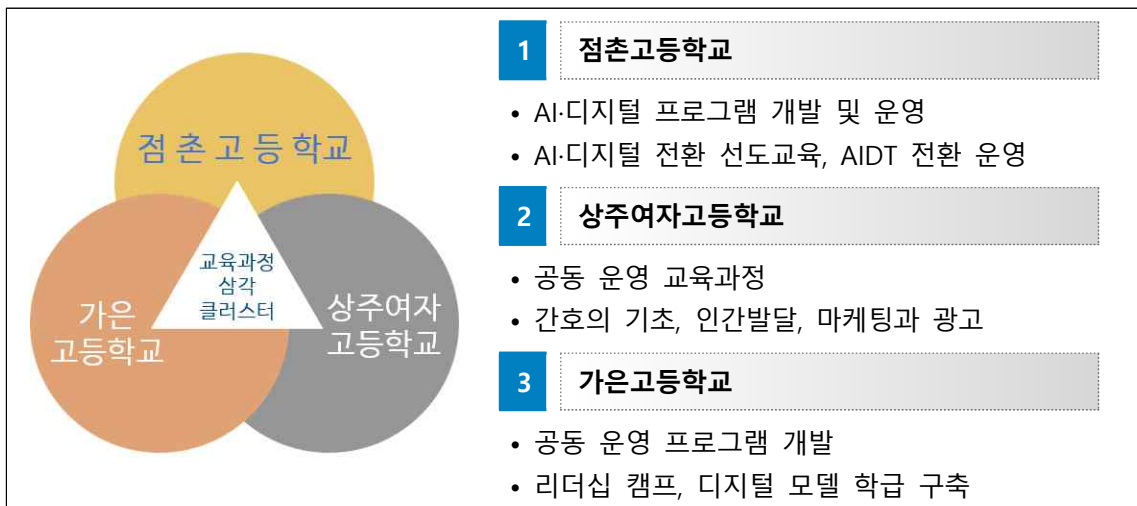 점촌고등학교
교육과정
삼각
클러스터
가은
고등학교
상주여자
고등학교
1 점촌고등학교
• AI·디지털 프로그램 개발 및 운영
• AI·디지털 전환 선도교육, AIDT 전환 운영
2 상주여자고등학교
• 공동 운영 교육과정
• 간호의 기초, 인간발달, 마케팅과 광고
3 가은고등학교
• 공동 운영 프로그램 개발
• 리더십 캠프, 디지털 모델 학급 구축